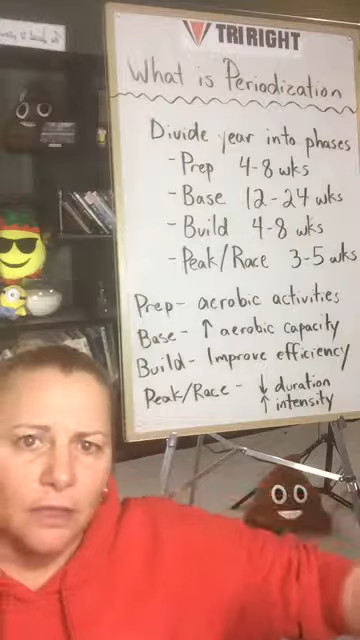 TRI RIGHT
What is Periodization
Divide year into phases
- Prep 4-8 wks
- Base 12-24 wks
- Build 4-8 wks
- Peak/Race 3-5 wks
Prep - aerobic activities
Base - ↑ aerobic capacity
Build - Improve efficiency
Peak/Race - ↓ duration
↑ intensity